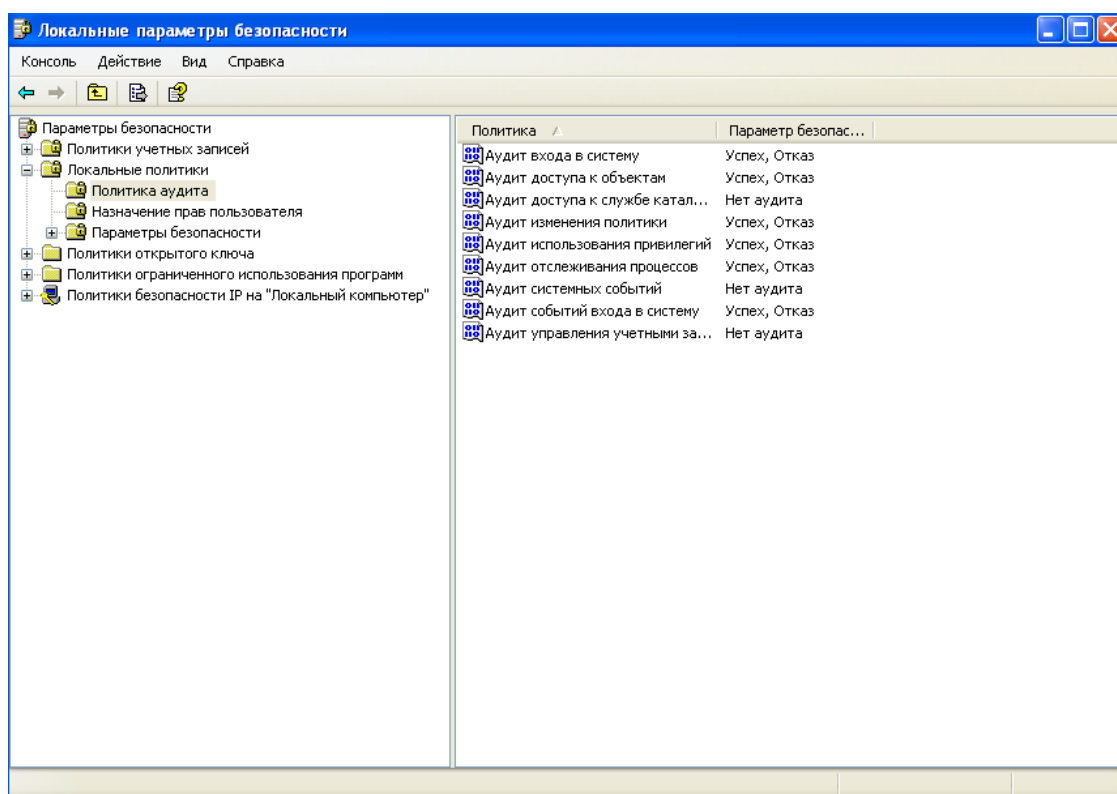 Локальные параметры безопасности
Консоль Действие Вид Справка
Параметры безопасности
Политики учетных записей
Локальные политики
Политика аудита
Назначение прав пользователя
Параметры безопасности
Политики открытого ключа
Политики ограниченного использования программ
Политики безопасности IP на "Локальный компьютер"
Политика Параметр безопас...
Аудит входа в систему Успех, Отказ
Аудит доступа к объектам Успех, Отказ
Аудит доступа к службе катал... Нет аудита
Аудит изменения политики Успех, Отказ
Аудит использования привилегий Успех, Отказ
Аудит отслеживания процессов Успех, Отказ
Аудит системных событий Нет аудита
Аудит событий входа в систему Успех, Отказ
Аудит управления учетными за... Нет аудита